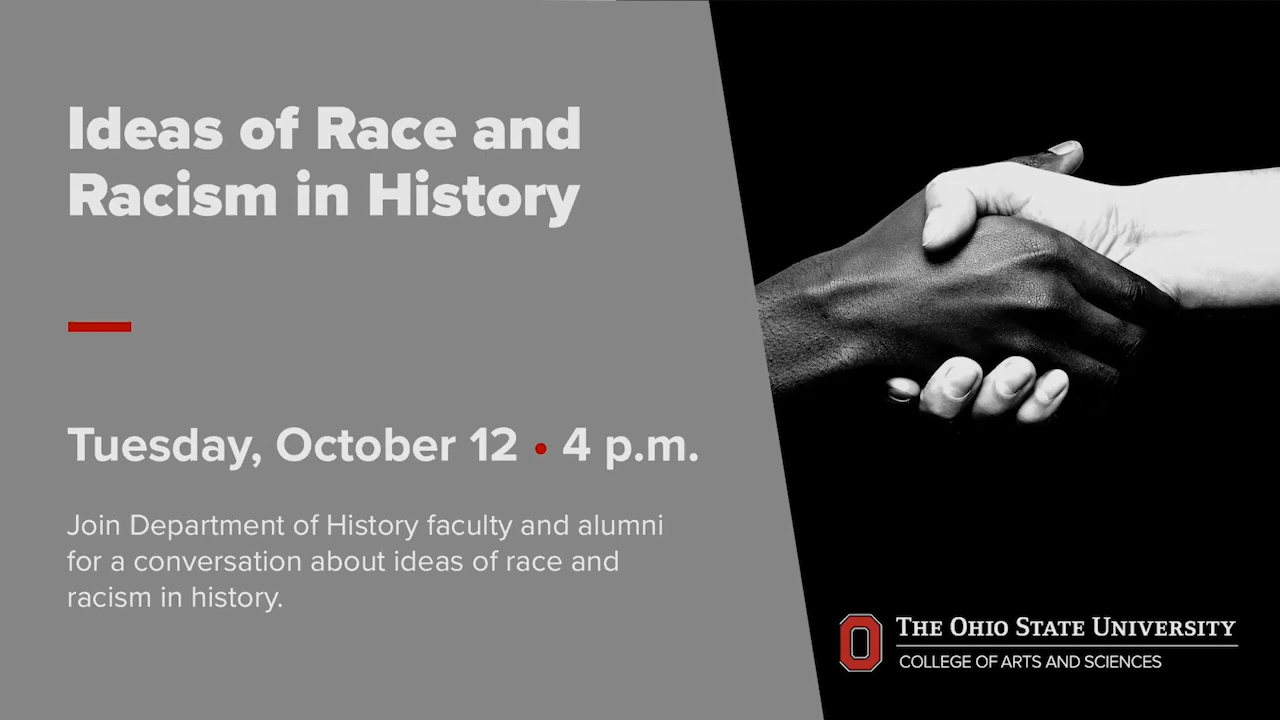 Ideas of Race and
Racism in History
Tuesday, October 12 • 4 p.m.
Join Department of History faculty and alumni
for a conversation about ideas of race and
racism in history.
THE OHIO STATE UNIVERSITY
COLLEGE OF ARTS AND SCIENCES